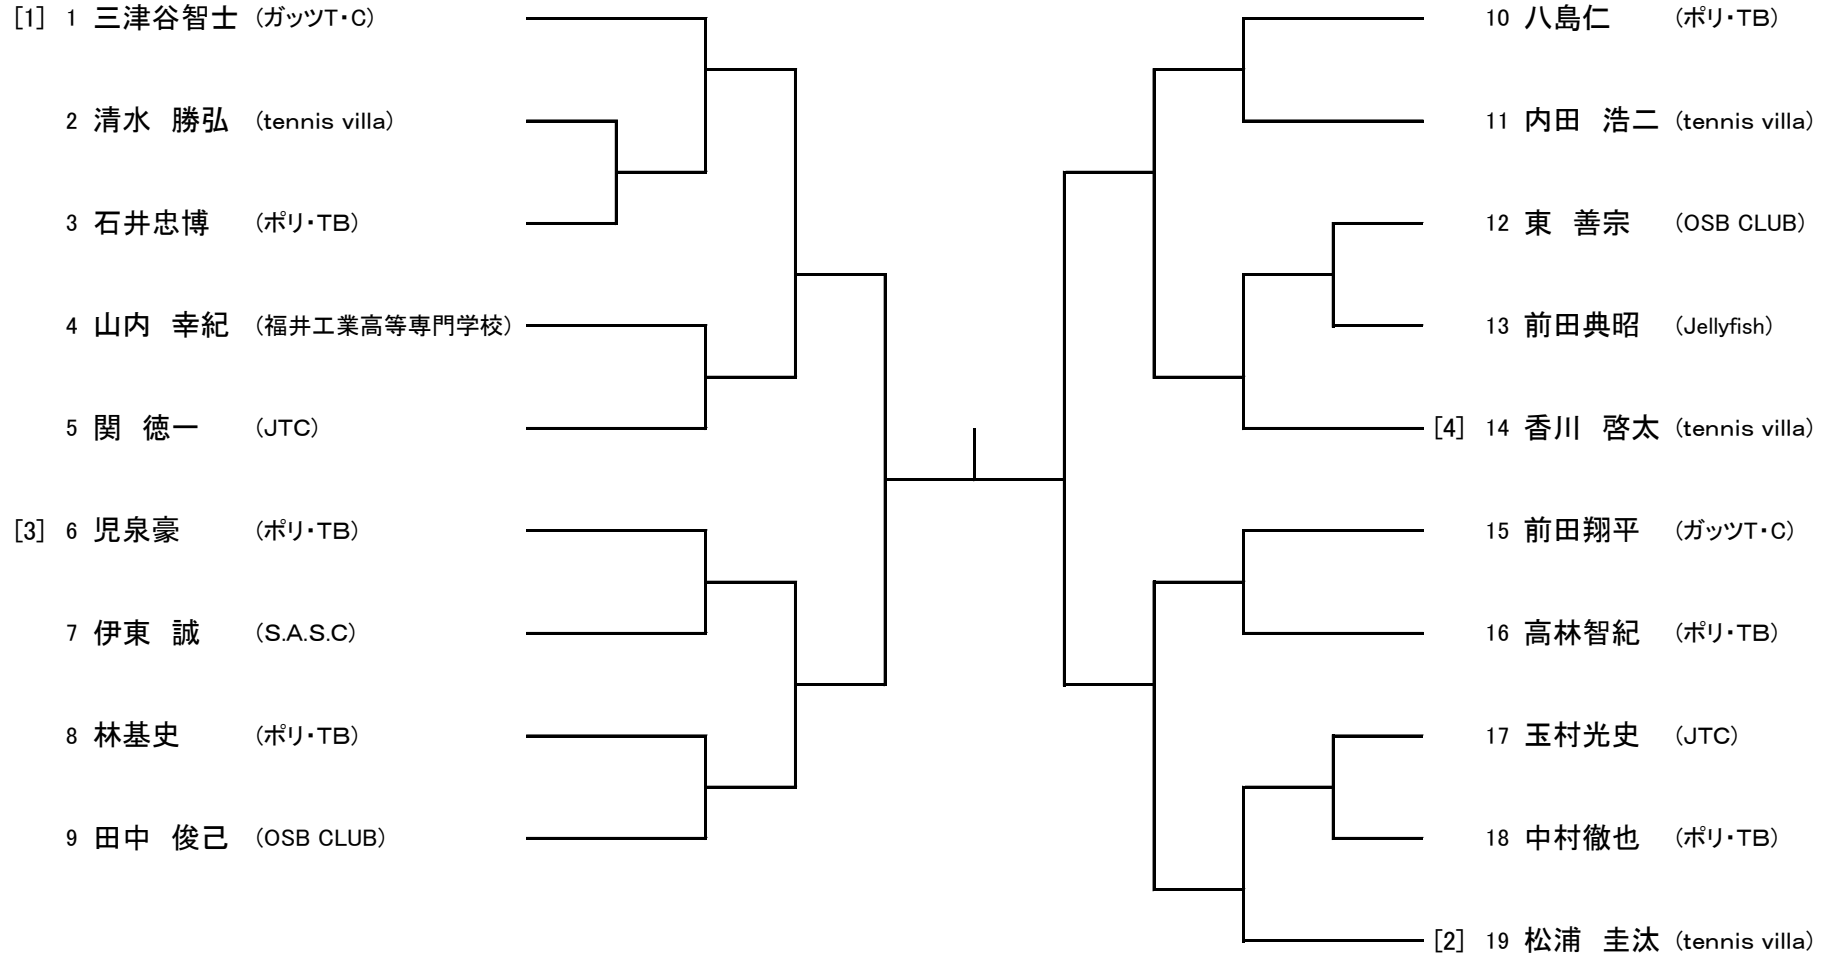 [1] 1 三津谷智士 (ガッツT・C)
2 清水　勝弘 (tennis villa)
3 石井忠博 (ポリ・TB)
4 山内　幸紀 (福井工業高等専門学校)
5 関　徳一 (JTC)
[3] 6 児泉豪 (ポリ・TB)
7 伊東　誠 (S.A.S.C)
8 林基史 (ポリ・TB)
9 田中　俊己 (OSB CLUB)
10 八島仁 (ポリ・TB)
11 内田　浩二 (tennis villa)
12 東　善宗 (OSB CLUB)
13 前田典昭 (Jellyfish)
[4] 14 香川　啓太 (tennis villa)
15 前田翔平 (ガッツT・C)
16 高林智紀 (ポリ・TB)
17 玉村光史 (JTC)
18 中村徹也 (ポリ・TB)
[2] 19 松浦　圭汰 (tennis villa)